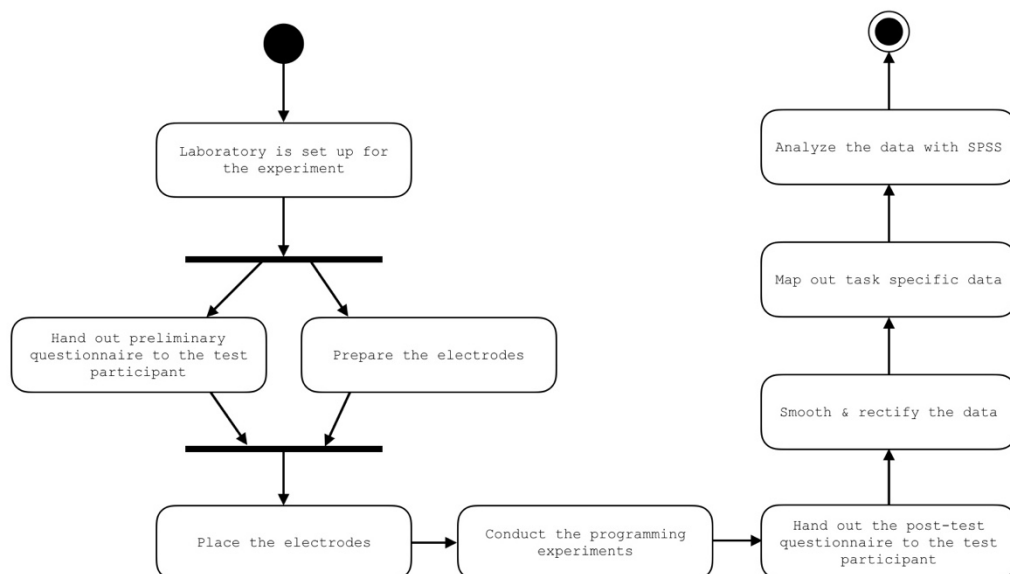 Laboratory is set up for
the experiment
Hand out preliminary
questionnaire to the test
participant
Prepare the electrodes
Place the electrodes
Conduct the programming
experiments
Hand out the post-test
questionnaire to the test
participant
Smooth & rectify the data
Map out task specific data
Analyze the data with SPSS